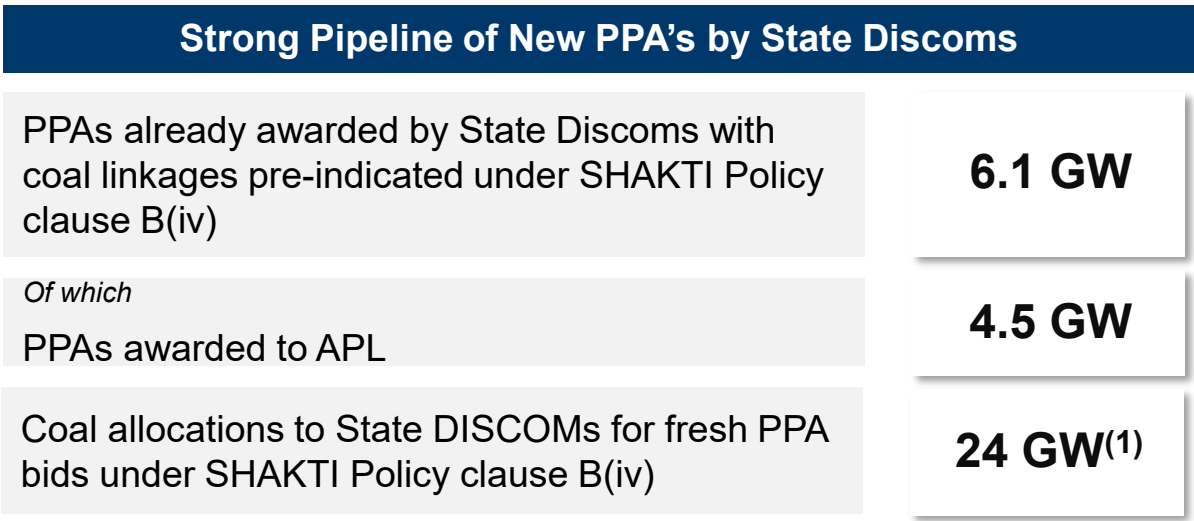 Strong Pipeline of New PPA's by State Discoms
PPAs already awarded by State Discoms with
coal linkages pre-indicated under SHAKTI Policy
clause B(iv)
6.1 GW
Of which
PPAs awarded to APL
4.5 GW
Coal allocations to State DISCOMs for fresh PPA
bids under SHAKTI Policy clause B(iv)
24 GW(1)